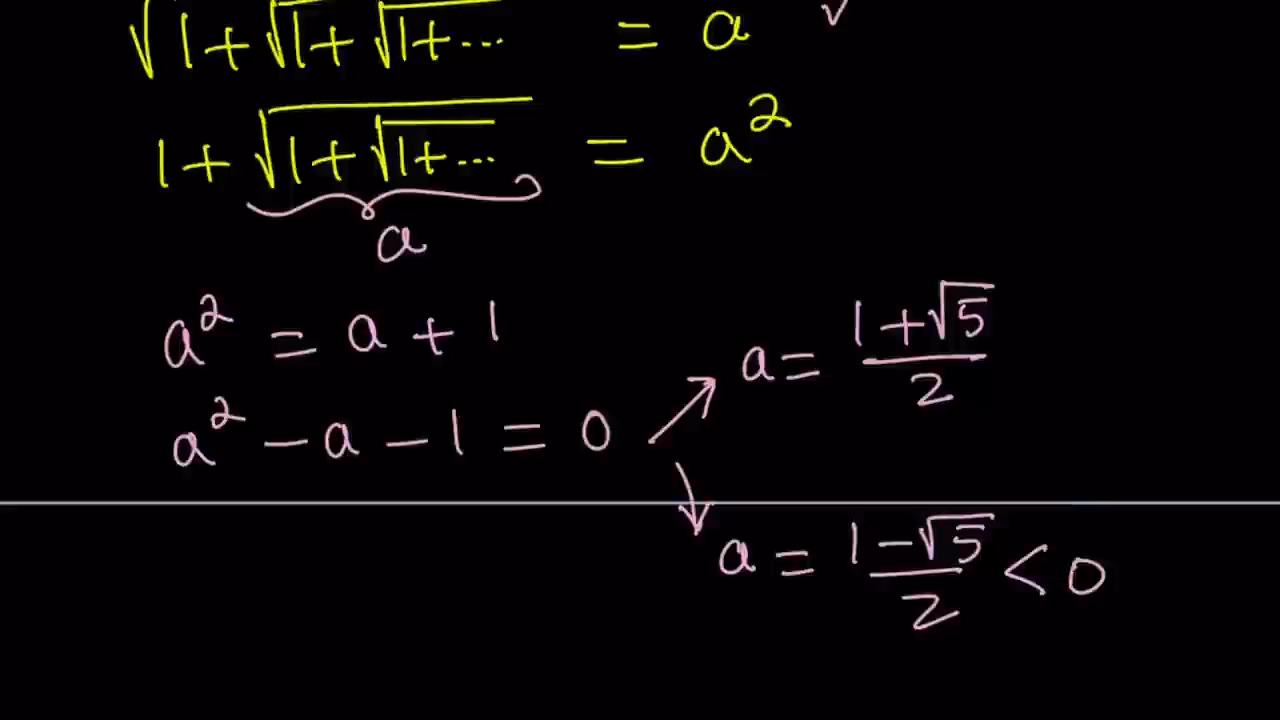 √1+√1+√1+... = a
1+√1+√1+... = a²
a
a² = a + 1
a = (1+√5)/2
a² - a - 1 = 0
a = (1-√5)/2 < 0